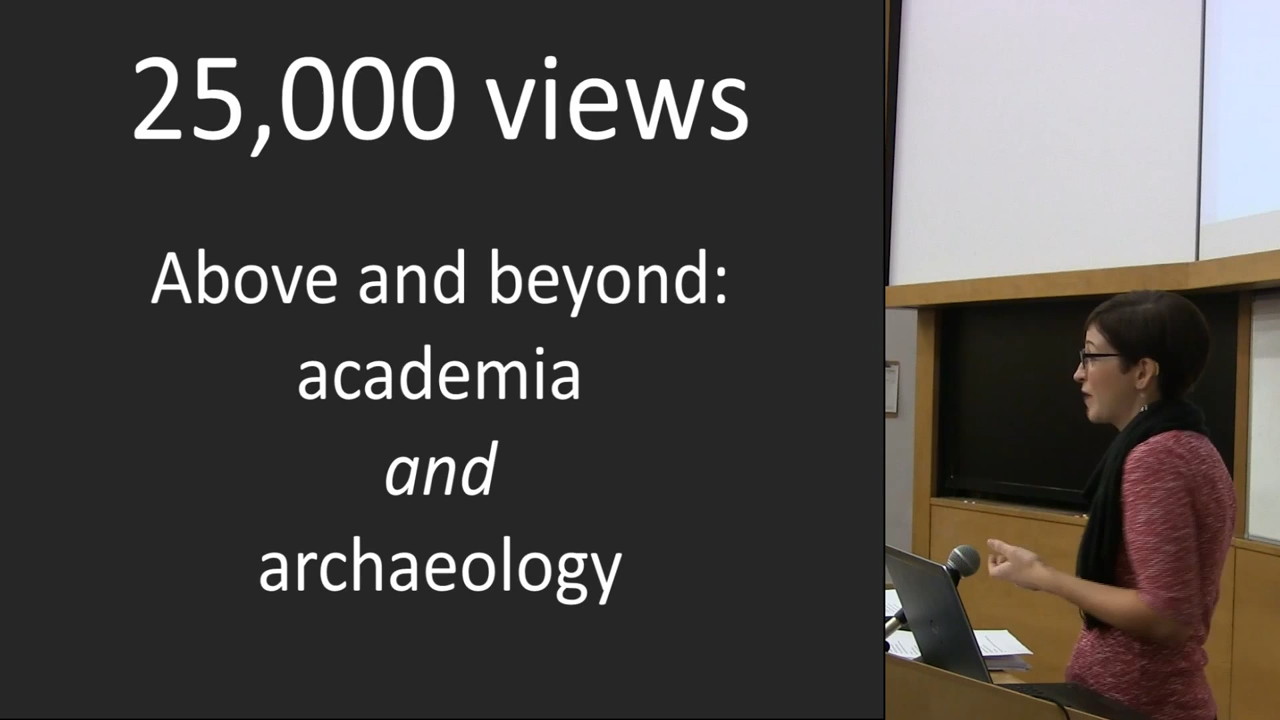 25,000 views
Above and beyond:
academia
and
archaeology